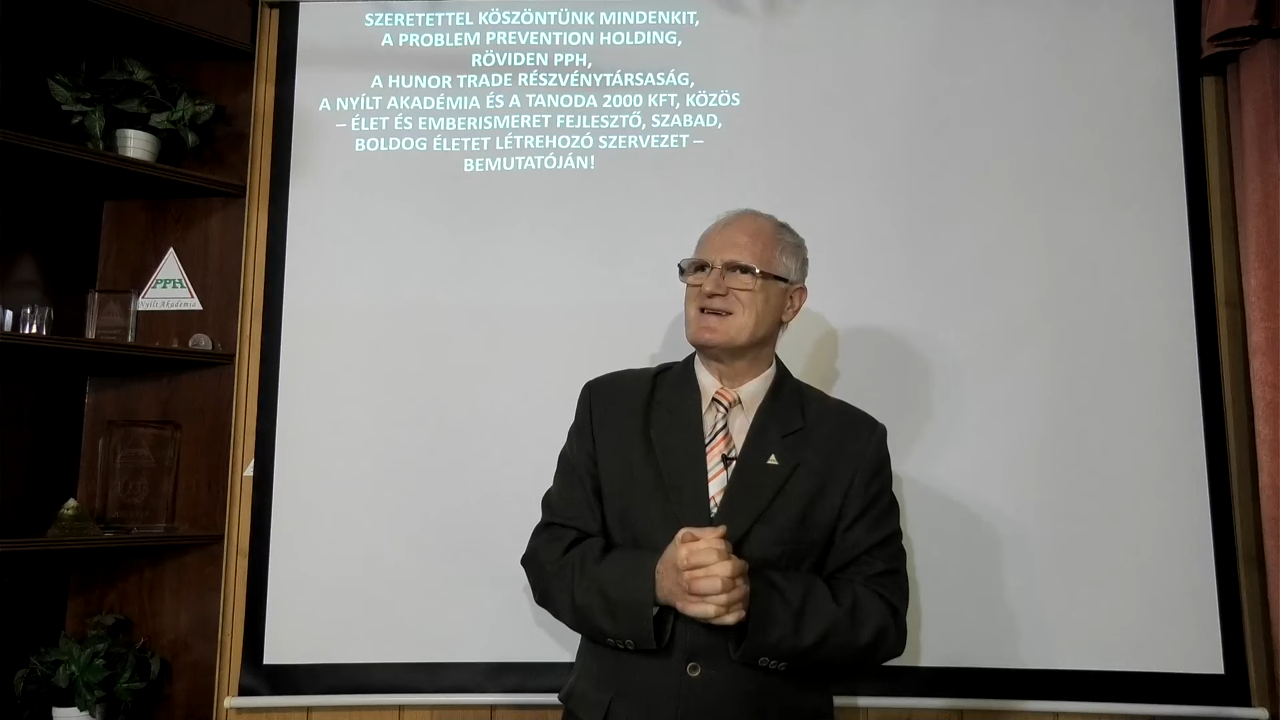 SZERETETTEL KÖSZÖNTÜNK MINDENKIT,
A PROBLEM PREVENTION HOLDING,
RÖVIDEN PPH,
A HUNOR TRADE RÉSZVÉNYTÁRSASÁG,
A NYÍLT AKADÉMIA ÉS A TANODA 2000 KFT, KÖZÖS
– ÉLET ÉS EMBERISMERET FEJLESZTŐ, SZABAD,
BOLDOG ÉLETET LÉTREHOZÓ SZERVEZET –
BEMUTATÓJÁN!
PPH
Nyílt Akadémia